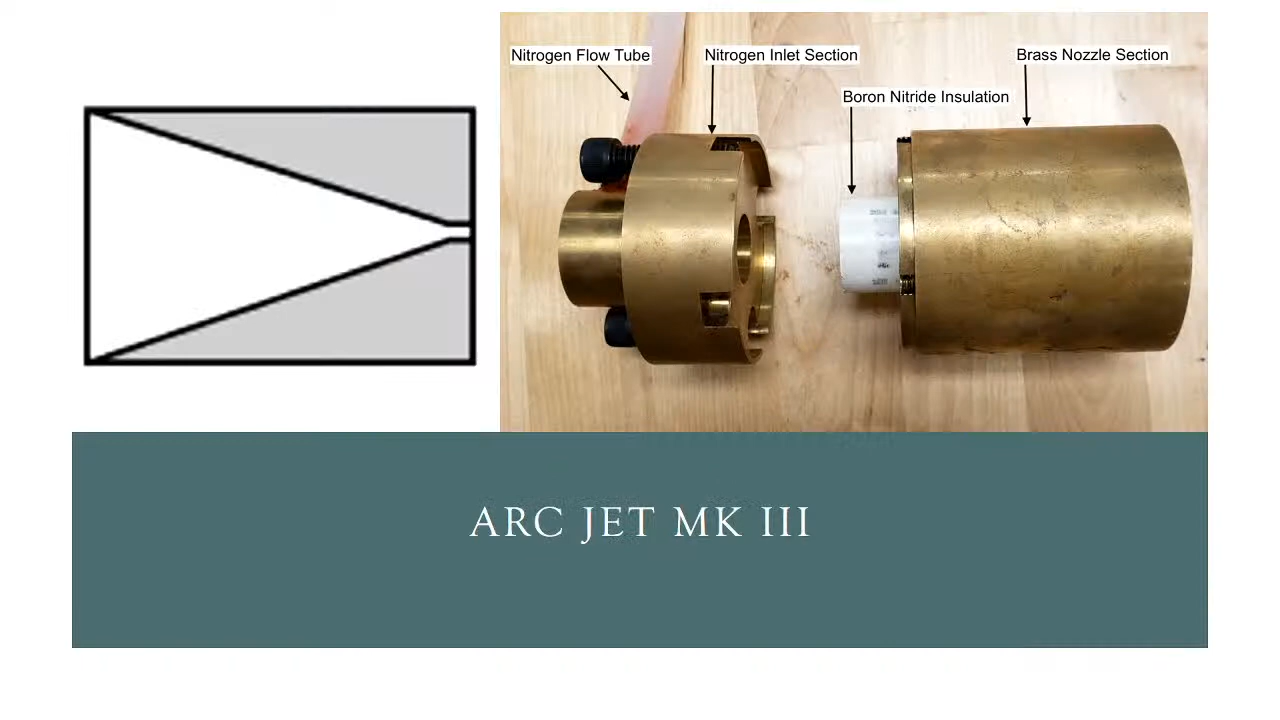 Nitrogen Flow Tube
Nitrogen Inlet Section
Brass Nozzle Section
Boron Nitride Insulation
ARC JET MK III